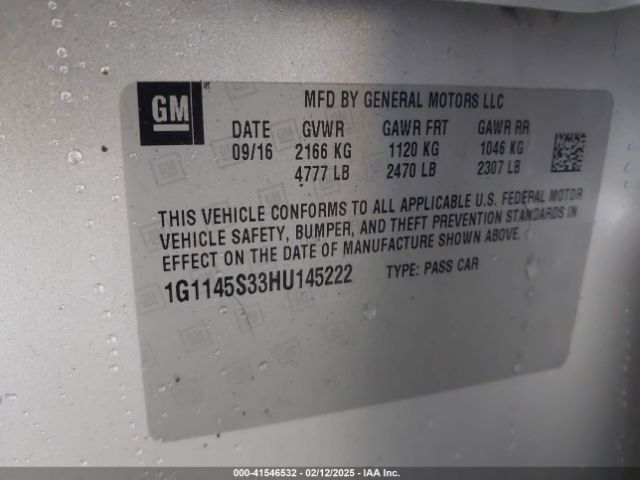 GM
MFD BY GENERAL MOTORS LLC
DATE GVWR GAWR FRT GAWR RR
09/16 2166 KG 1120 KG 1046 KG
4777 LB 2470 LB 2307 LB
THIS VEHICLE CONFORMS TO ALL APPLICABLE U.S. FEDERAL MOTOR
VEHICLE SAFETY, BUMPER, AND THEFT PREVENTION STANDARDS IN
EFFECT ON THE DATE OF MANUFACTURE SHOWN ABOVE.
1G1145S33HU145222 TYPE: PASS CAR
000-41546532 - 02/12/2025 - IAA Inc.